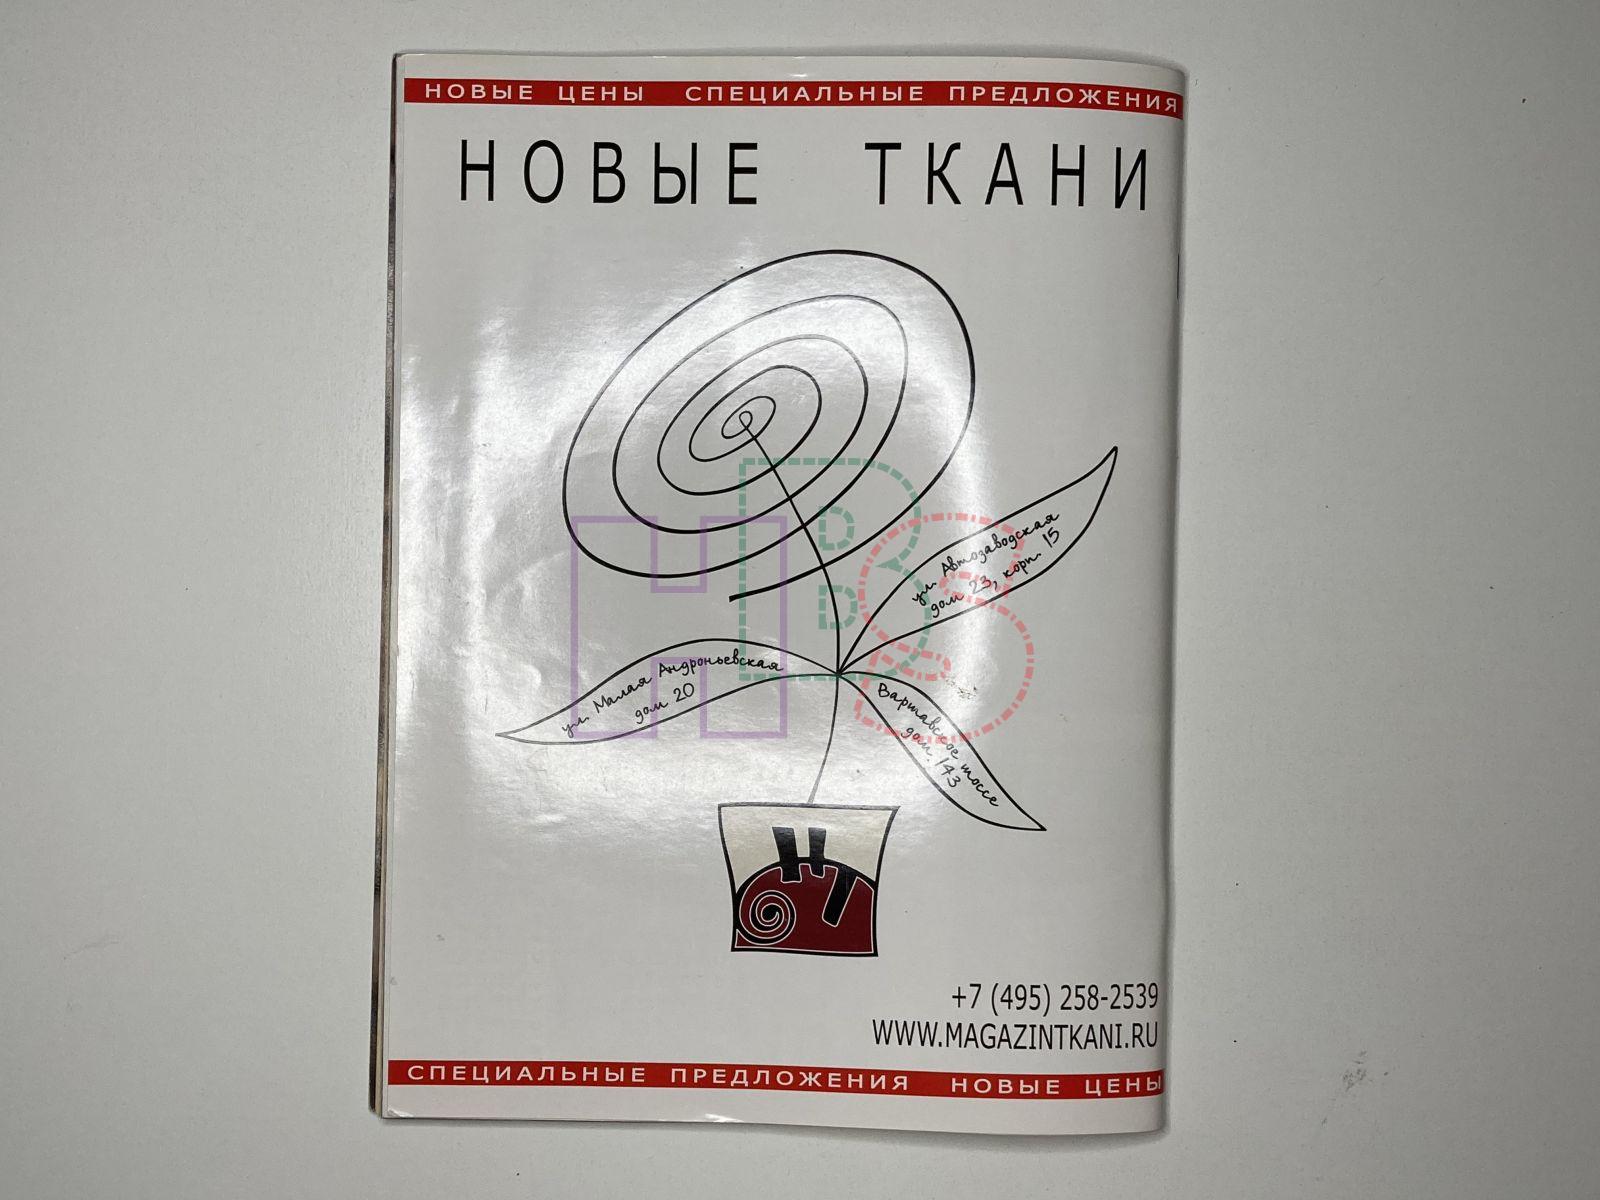 НОВЫЕ ЦЕНЫ СПЕЦИАЛЬНЫЕ ПРЕДЛОЖЕНИЯ
НОВЫЕ ТКАНИ
ул. Автозаводская
дом 23, корп. 15
ул. Малая Андроньевская
дом 20
Варшавское шоссе
дом. 143
НТ
+7 (495) 258-2539
WWW.MAGAZINTKANI.RU
СПЕЦИАЛЬНЫЕ ПРЕДЛОЖЕНИЯ НОВЫЕ ЦЕНЫ